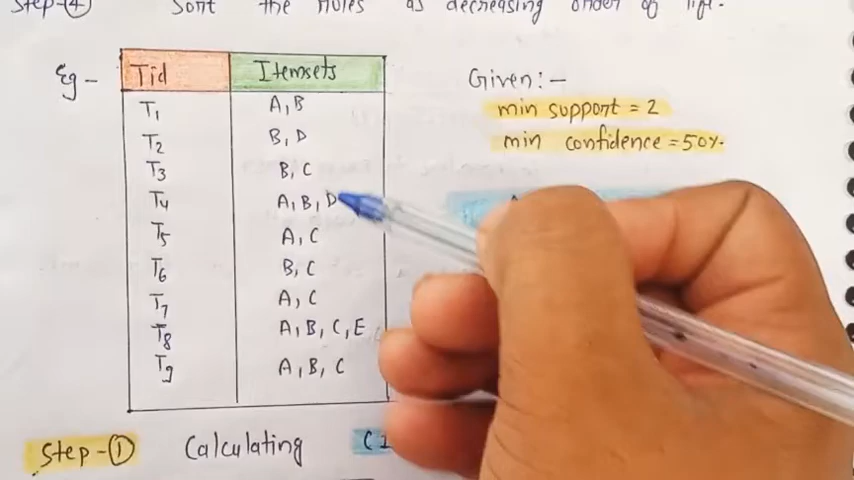 Step-④ Sort the Rules as decreasing order of lift.
Eg- Tid Itemsets
T1 A,B
T2 B,D
T3 B,C
T4 A,B,D
T5 A,C
T6 B,C
T7 A,C
T8 A,B,C,E
T9 A,B,C
Given:-
min support = 2
min confidence = 50%.
Step-① Calculating C1